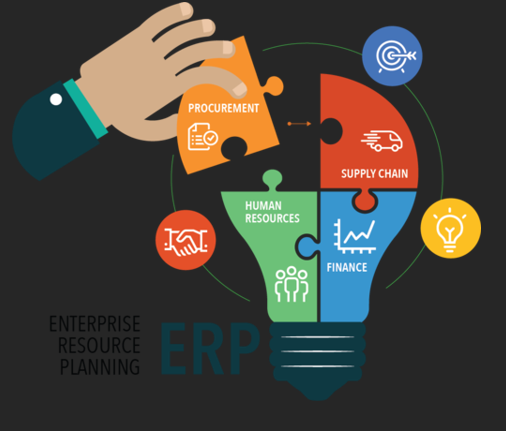 PROCUREMENT
SUPPLY CHAIN
HUMAN
RESOURCES
FINANCE
ENTERPRISE
RESOURCE
PLANNING
ERP